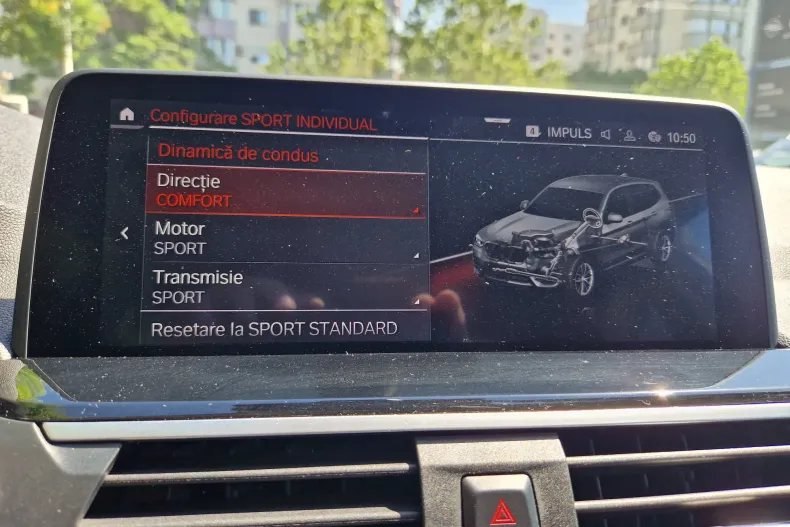 Configurare SPORT INDIVIDUAL
4 IMPULS 10:50
Dinamică de condus
Direcție
COMFORT
Motor
SPORT
Transmisie
SPORT
Resetare la SPORT STANDARD